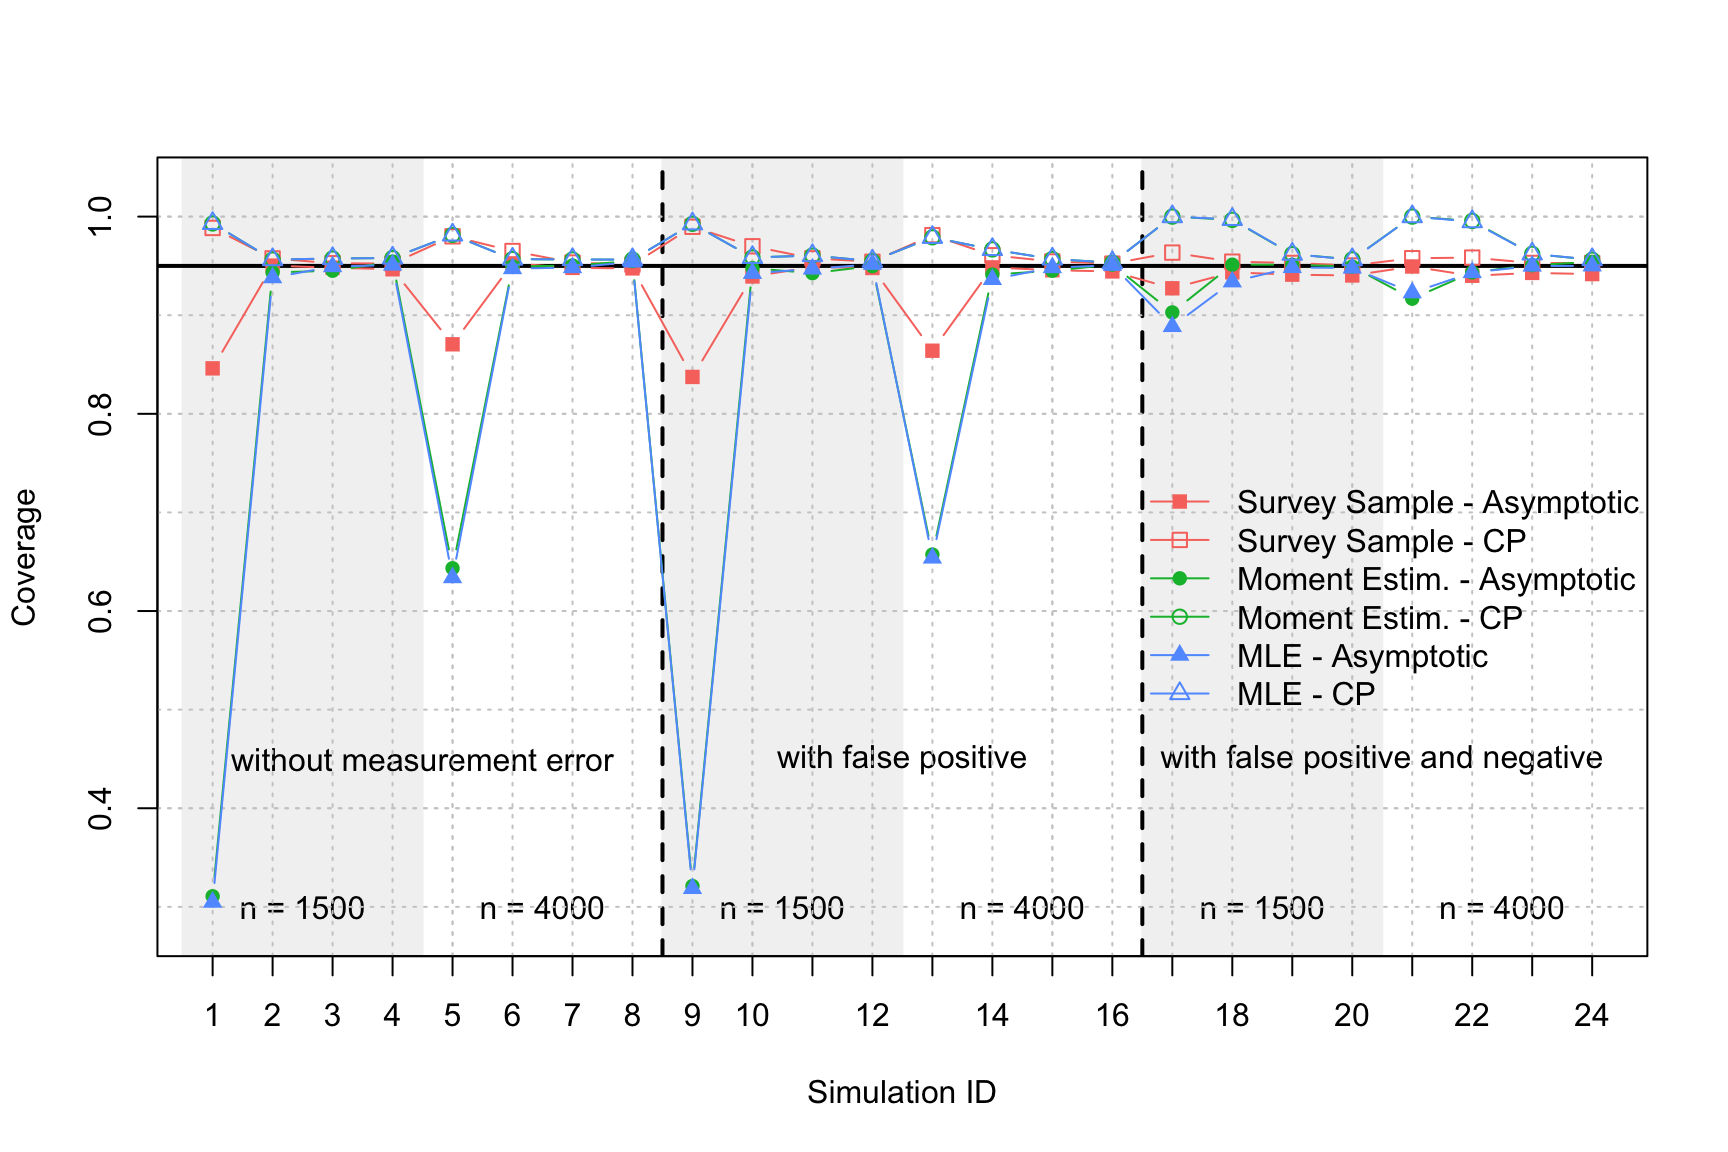 1.0
0.8
0.6
0.4
Coverage
Survey Sample - Asymptotic
Survey Sample - CP
Moment Estim. - Asymptotic
Moment Estim. - CP
MLE - Asymptotic
MLE - CP
without measurement error
with false positive
with false positive and negative
n = 1500
n = 4000
n = 1500
n = 4000
n = 1500
n = 4000
1 2 3 4 5 6 7 8 9 10 12 14 16 18 20 22 24
Simulation ID